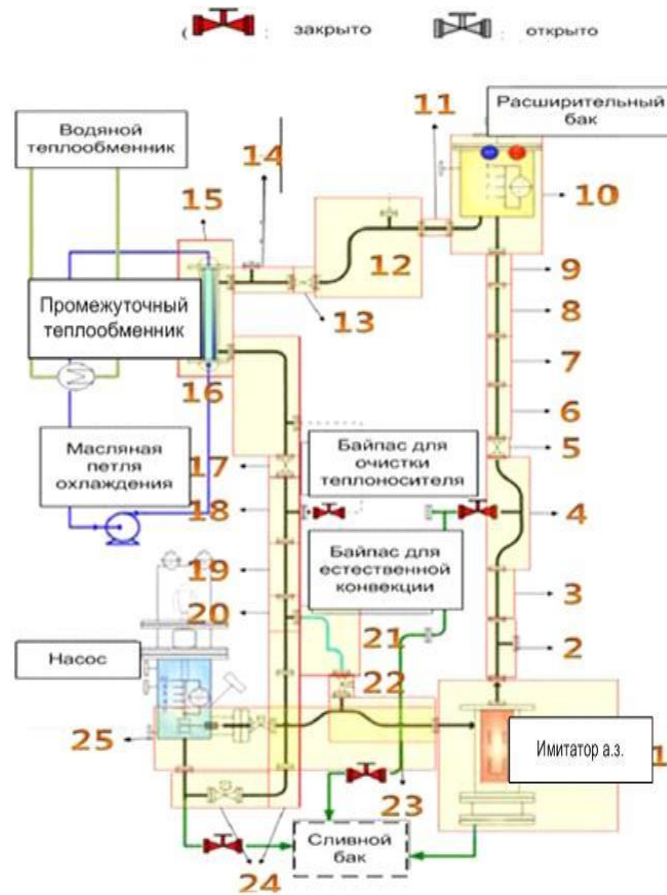 ( : закрыто : открыто
11
Расширительный
бак
Водяной
теплообменник
14
15
10
12
9
13
Промежуточный
теплообменник
8
7
16
6
5
Масляная
петля
охлаждения
17
Байпас для
очистки
теплоносителя
18
4
Байпас для
естественной
конвекции
19
3
20
21
2
Насос
22
25
Имитатор а.з.
1
23
Сливной
бак
24